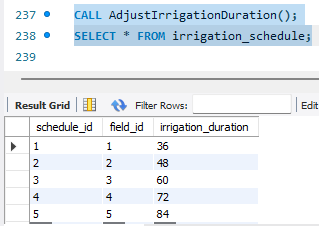 237 CALL AdjustIrrigationDuration();
238 SELECT * FROM irrigation_schedule;
239
Result Grid Filter Rows: Edit
schedule_id field_id irrigation_duration
1 1 36
2 2 48
3 3 60
4 4 72
5 5 84